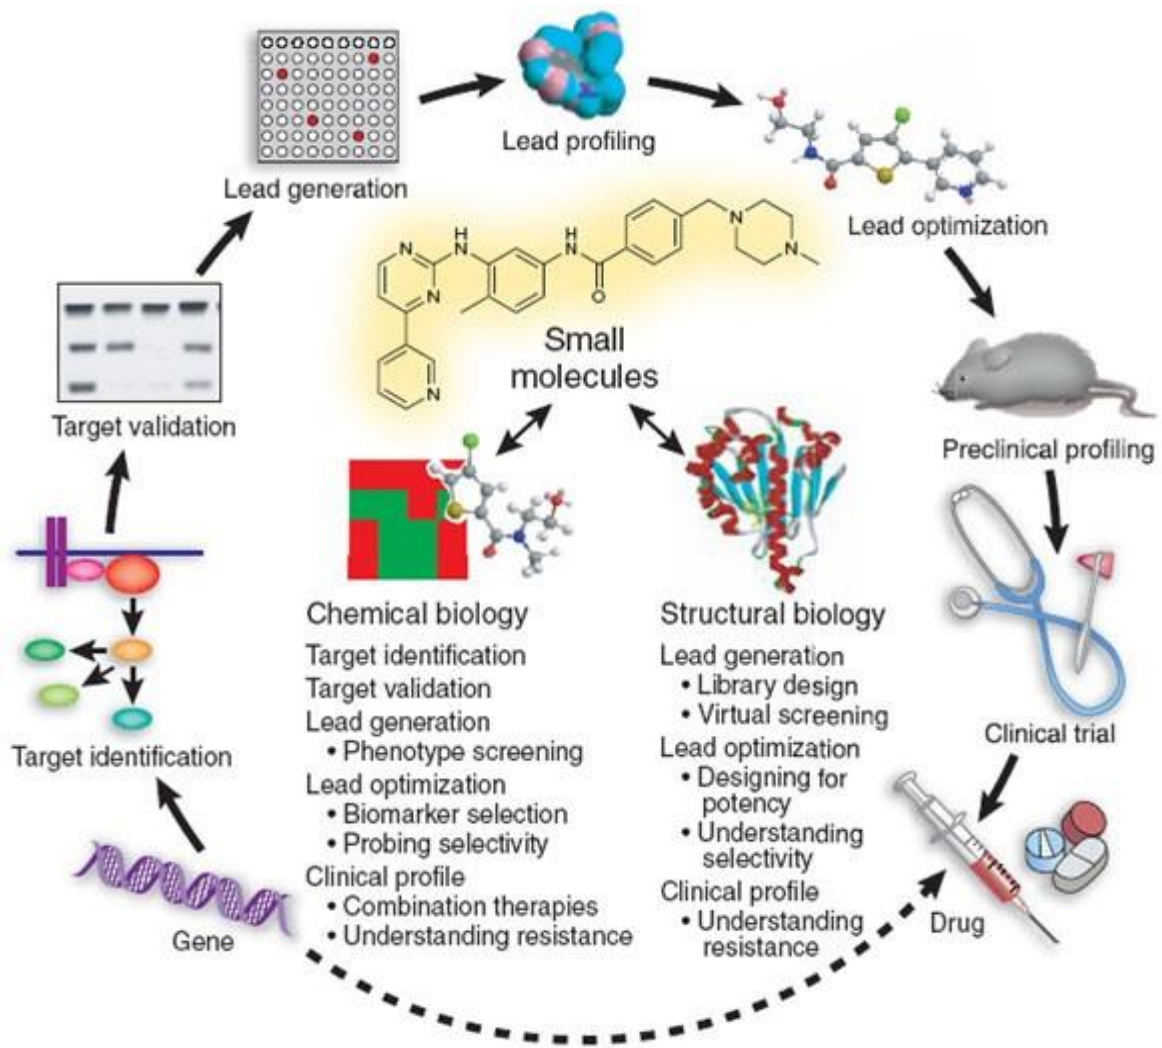 Lead generation
Lead profiling
Lead optimization
Target validation
Preclinical profiling
Target identification
Clinical trial
Gene
Drug
N
H
N
N
H
N
O
N
N
N
Small
molecules
Chemical biology
Target identification
Target validation
Lead generation
• Phenotype screening
Lead optimization
• Biomarker selection
• Probing selectivity
Clinical profile
• Combination therapies
• Understanding resistance
Structural biology
Lead generation
• Library design
• Virtual screening
Lead optimization
• Designing for
potency
• Understanding
selectivity
Clinical profile
• Understanding
resistance